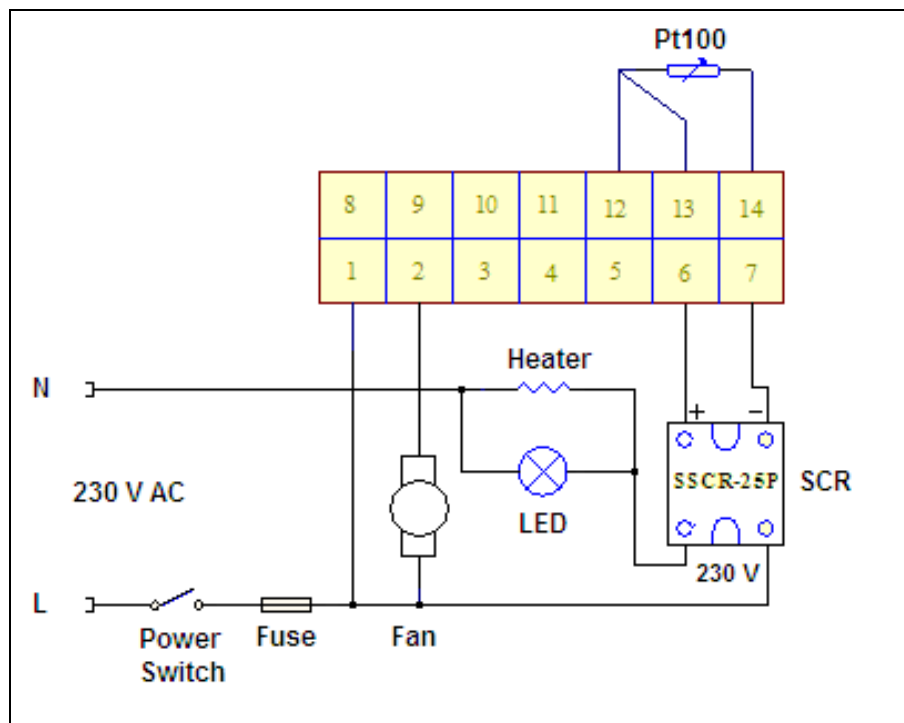 Pt100
8 9 10 11 12 13 14
1 2 3 4 5 6 7
Heater
N
+ −
230 V AC
SSCR-25P
SCR
LED
230 V
L
Power
Switch
Fuse
Fan